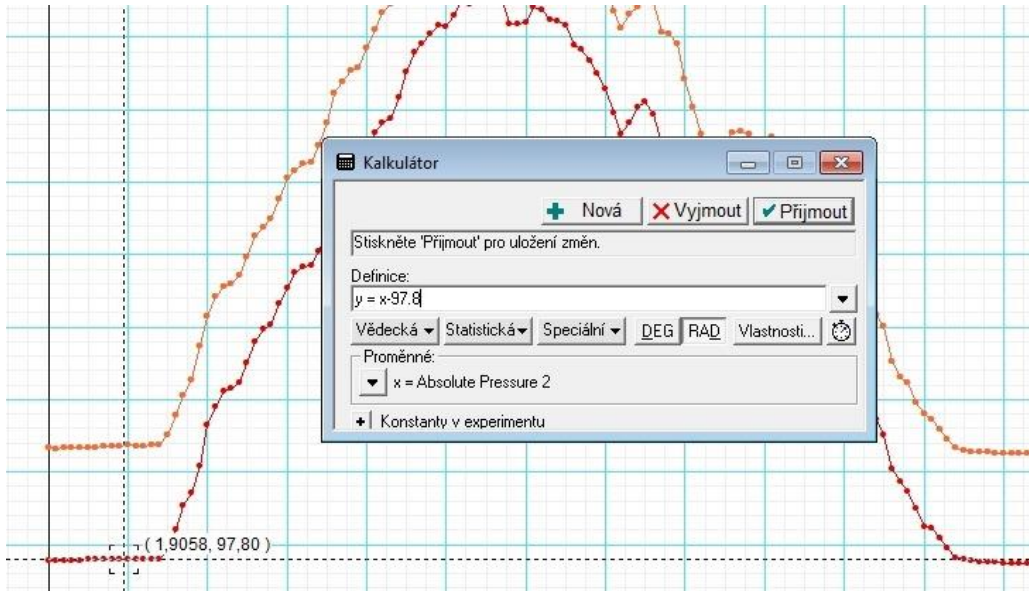 Kalkulátor
Nová Vyjmout Přijmout
Stiskněte 'Přijmout' pro uložení změn.
Definice:
y = x-97.8
Vědecká Statistická Speciální DEG RAD Vlastnosti...
Proměnné:
x = Absolute Pressure 2
Konstanty v experimentu
( 1,9058, 97,80 )